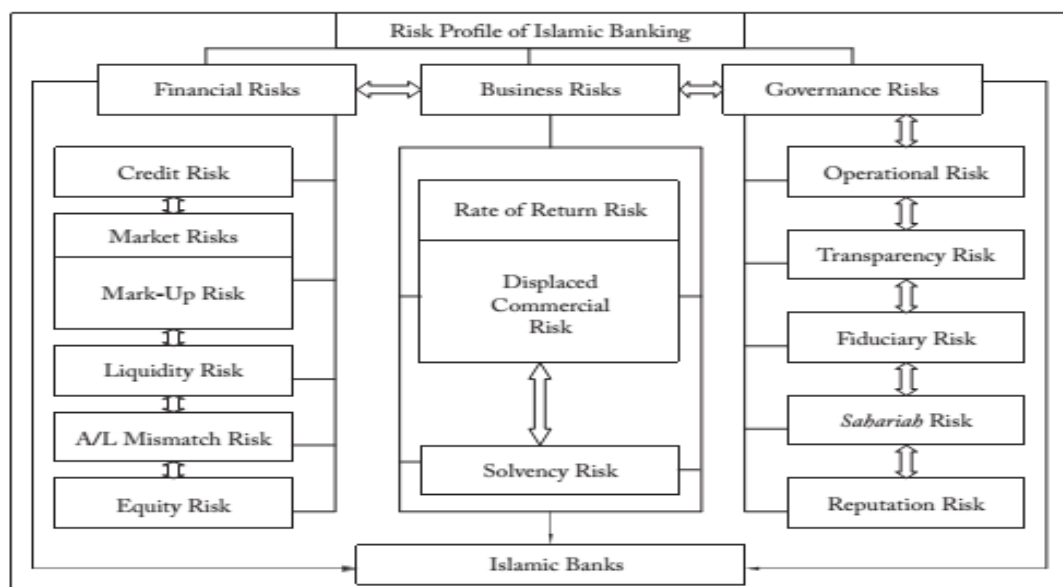 Risk Profile of Islamic Banking
Financial Risks
Business Risks
Governance Risks
Credit Risk
Market Risks
Mark-Up Risk
Liquidity Risk
A/L Mismatch Risk
Equity Risk
Rate of Return Risk
Displaced
Commercial
Risk
Solvency Risk
Operational Risk
Transparency Risk
Fiduciary Risk
Sahariah Risk
Reputation Risk
Islamic Banks